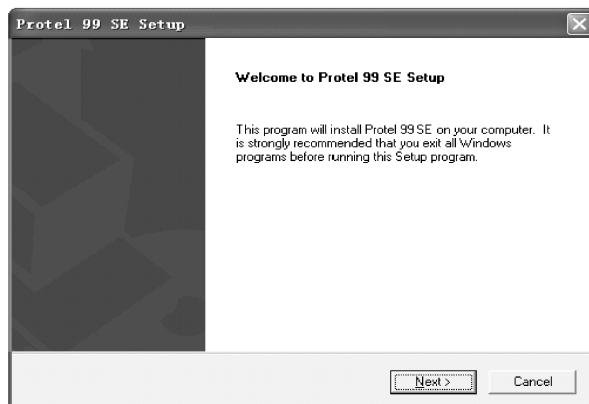 Protel 99 SE Setup
Welcome to Protel 99 SE Setup
This program will install Protel 99 SE on your computer. It
is strongly recommended that you exit all Windows
programs before running this Setup program.
Next >
Cancel